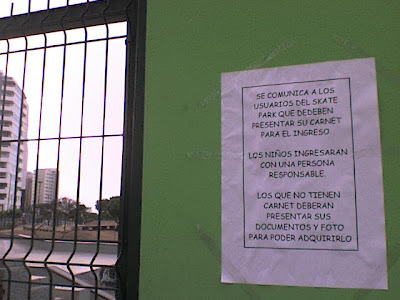 SE COMUNICA A LOS
USUARIOS DEL SKATE
PARK QUE DEDEBEN
PRESENTAR SU CARNET
PARA EL INGRESO.
LOS NIÑOS INGRESARAN
CON UNA PERSONA
RESPONSABLE.
LOS QUE NO TIENEN
CARNET DEBERAN
PRESENTAR SUS
DOCUMENTOS Y FOTO
PARA PODER ADQUIRIRLO